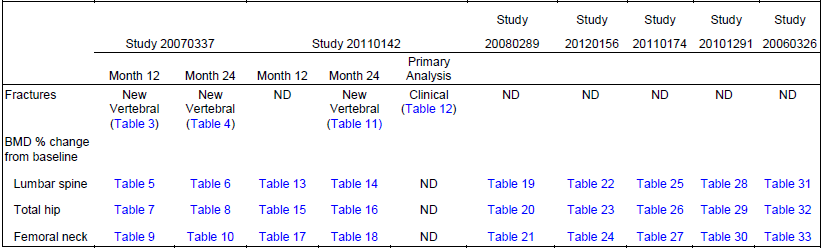 Study Study Study Study Study
Study 20070337 Study 20110142 20080289 20120156 20110174 20101291 20060326
Primary
Month 12 Month 24 Month 12 Month 24 Analysis
Fractures New New ND New Clinical ND ND ND ND ND
Vertebral Vertebral Vertebral (Table 12)
(Table 3) (Table 4) (Table 11)
BMD % change
from baseline
Lumbar spine Table 5 Table 6 Table 13 Table 14 ND Table 19 Table 22 Table 25 Table 28 Table 31
Total hip Table 7 Table 8 Table 15 Table 16 ND Table 20 Table 23 Table 26 Table 29 Table 32
Femoral neck Table 9 Table 10 Table 17 Table 18 ND Table 21 Table 24 Table 27 Table 30 Table 33